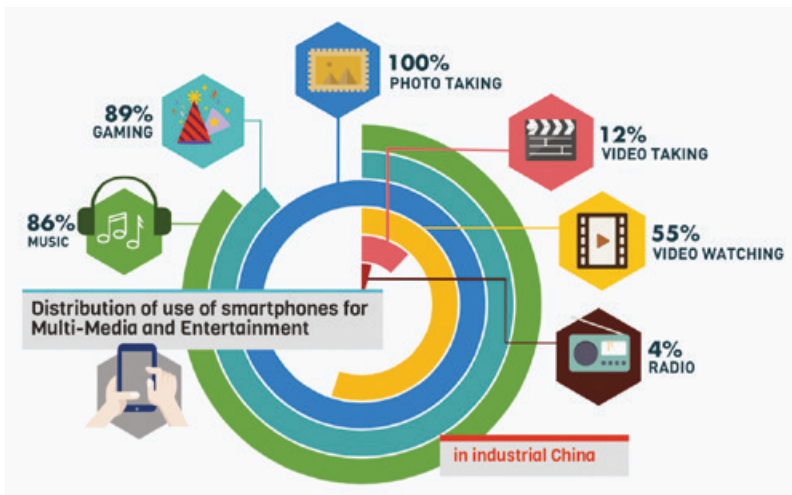 100%
PHOTO TAKING
89%
GAMING
12%
VIDEO TAKING
86%
MUSIC
55%
VIDEO WATCHING
Distribution of use of smartphones for
Multi-Media and Entertainment
4%
RADIO
in industrial China